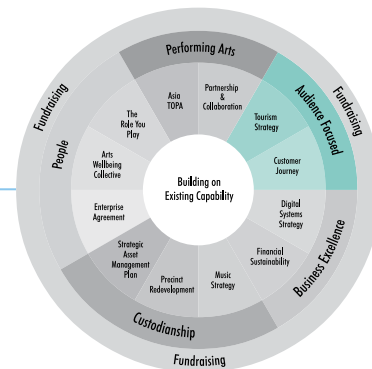 Performing Arts
Fundraising
Fundraising
Audience Focused
People
Asia
TOPA
Partnership
&
Collaboration
The
Role You
Play
Tourism
Strategy
Arts
Wellbeing
Collective
Customer
Journey
Building on
Existing Capability
Enterprise
Agreement
Digital
Systems
Strategy
Strategic
Asset
Management
Plan
Financial
Sustainability
Precinct
Redevelopment
Music
Strategy
Business Excellence
Custodianship
Fundraising